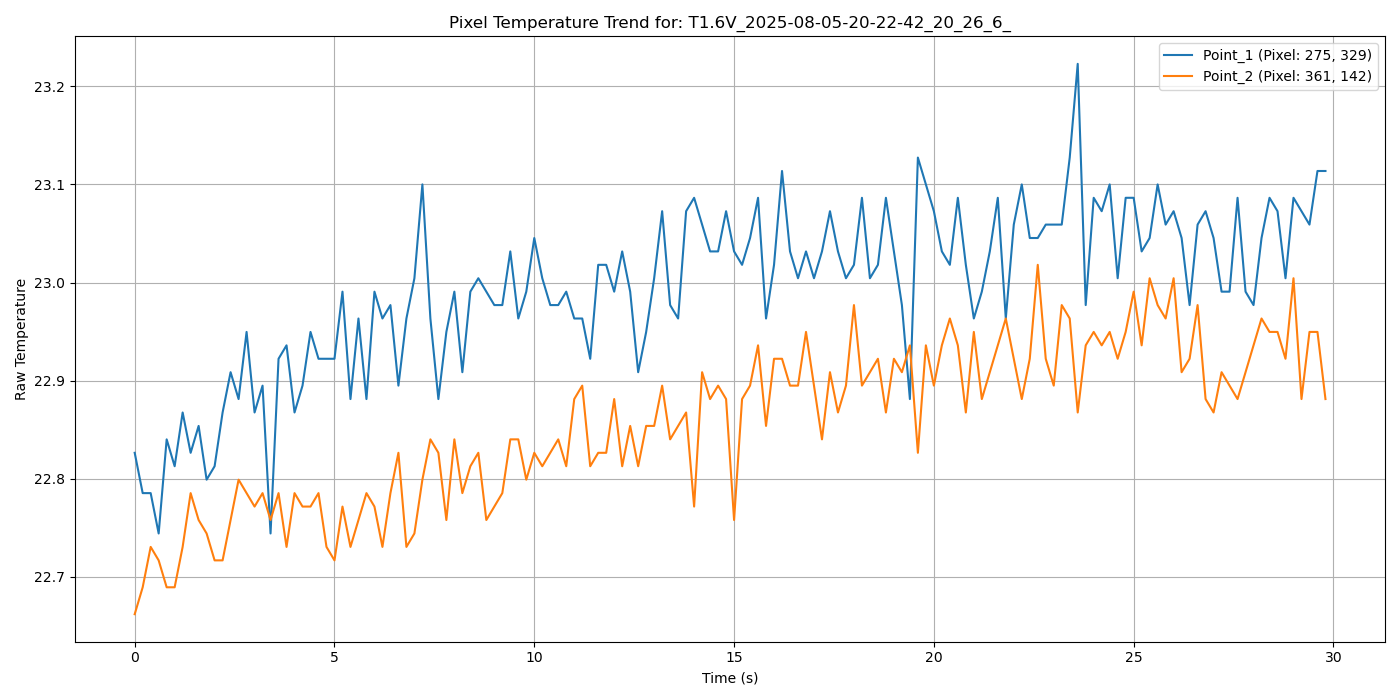 Pixel Temperature Trend for: T1.6V_2025-08-05-20-22-42_20_26_6_
Point_1 (Pixel: 275, 329)
Point_2 (Pixel: 361, 142)
Raw Temperature
23.2
23.1
23.0
22.9
22.8
22.7
0 5 10 15 20 25 30
Time (s)